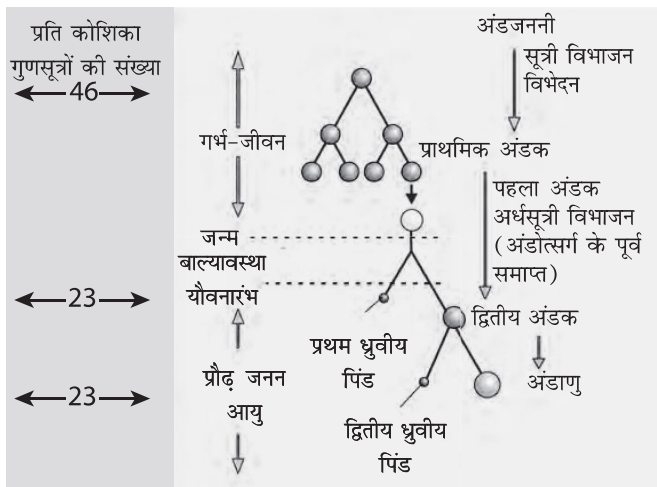 प्रति कोशिका
गुणसूत्रों की संख्या
46
गर्भ-जीवन
जन्म
बाल्यावस्था
यौवनारंभ
23
प्रौढ़ जनन
आयु
23
अंडजननी
सूत्री विभाजन
विभेदन
प्राथमिक अंडक
पहला अंडक
अर्धसूत्री विभाजन
(अंडोत्सर्ग के पूर्व
समाप्त)
द्वितीय अंडक
प्रथम ध्रुवीय
पिंड
अंडाणु
द्वितीय ध्रुवीय
पिंड